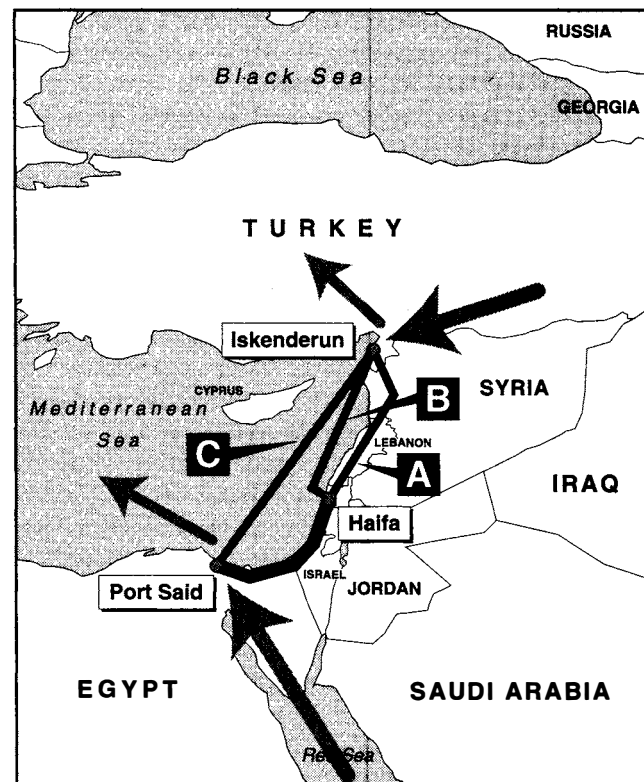 RUSSIA
Black Sea
GEORGIA
TURKEY
Iskenderun
CYPRUS
SYRIA
B
Mediterranean
Sea
LEBANON
C
A
IRAQ
Haifa
ISRAEL
Port Said
JORDAN
EGYPT
SAUDI ARABIA
Red Sea